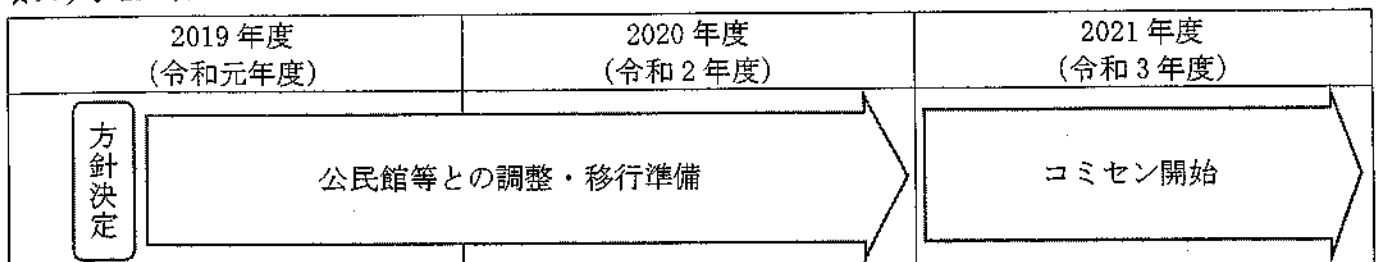 2019年度
(令和元年度)
2020年度
(令和2年度)
2021年度
(令和3年度)
方針決定
公民館等との調整・移行準備
コミセン開始